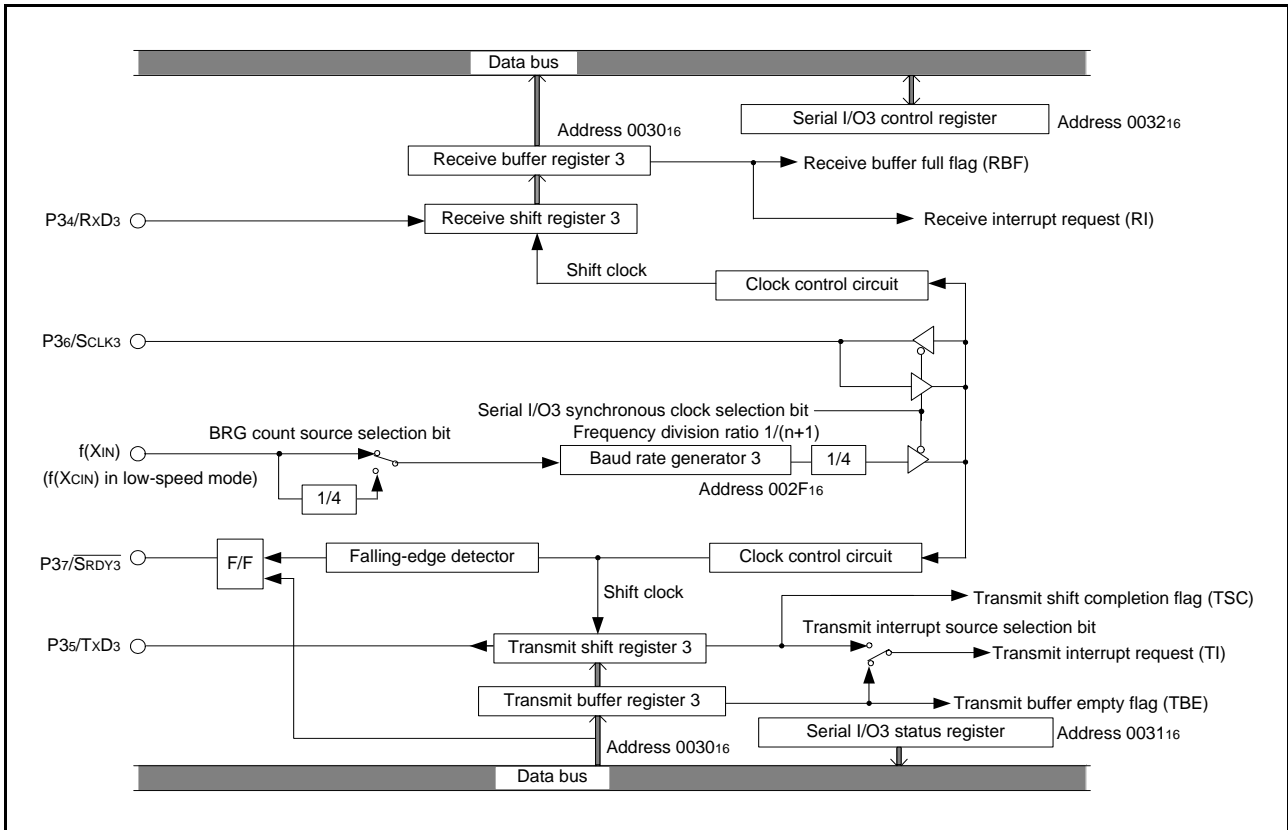 Data bus
Serial I/O3 control register
Address 0032₁₆
Address 0030₁₆
Receive buffer register 3
Receive buffer full flag (RBF)
P3₄/RxD₃
Receive shift register 3
Receive interrupt request (RI)
Shift clock
Clock control circuit
P3₆/SCLK3
Serial I/O3 synchronous clock selection bit
BRG count source selection bit
Frequency division ratio 1/(n+1)
f(XIN)
Baud rate generator 3
1/4
(f(XCIN) in low-speed mode)
1/4
Address 002F₁₆
P3₇/S̅R̅D̅Y̅3̅
F/F
Falling-edge detector
Clock control circuit
Shift clock
Transmit shift completion flag (TSC)
Transmit interrupt source selection bit
P3₅/TxD₃
Transmit shift register 3
Transmit interrupt request (TI)
Transmit buffer register 3
Transmit buffer empty flag (TBE)
Serial I/O3 status register
Address 0031₁₆
Address 0030₁₆
Data bus